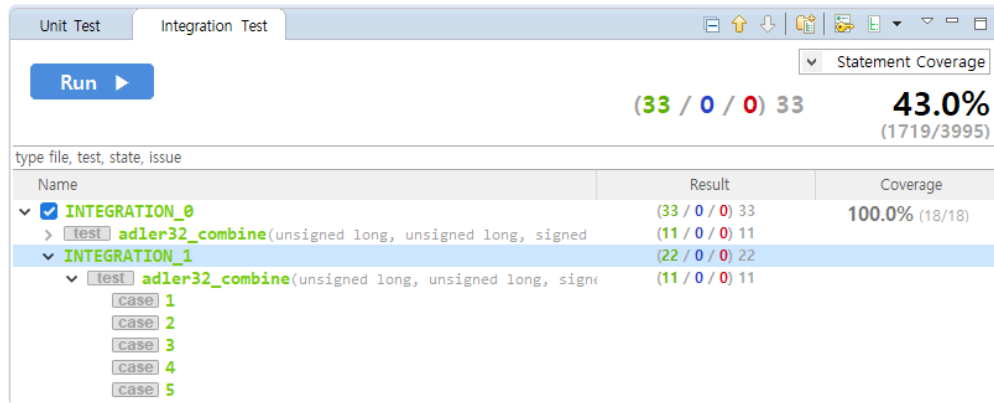 Unit Test Integration Test
Run
Statement Coverage
(33 / 0 / 0) 33 43.0%
(1719/3995)
type file, test, state, issue
Name Result Coverage
INTEGRATION_0 (33 / 0 / 0) 33 100.0% (18/18)
test adler32_combine(unsigned long, unsigned long, signed (11 / 0 / 0) 11
INTEGRATION_1 (22 / 0 / 0) 22
test adler32_combine(unsigned long, unsigned long, signe (11 / 0 / 0) 11
case 1
case 2
case 3
case 4
case 5